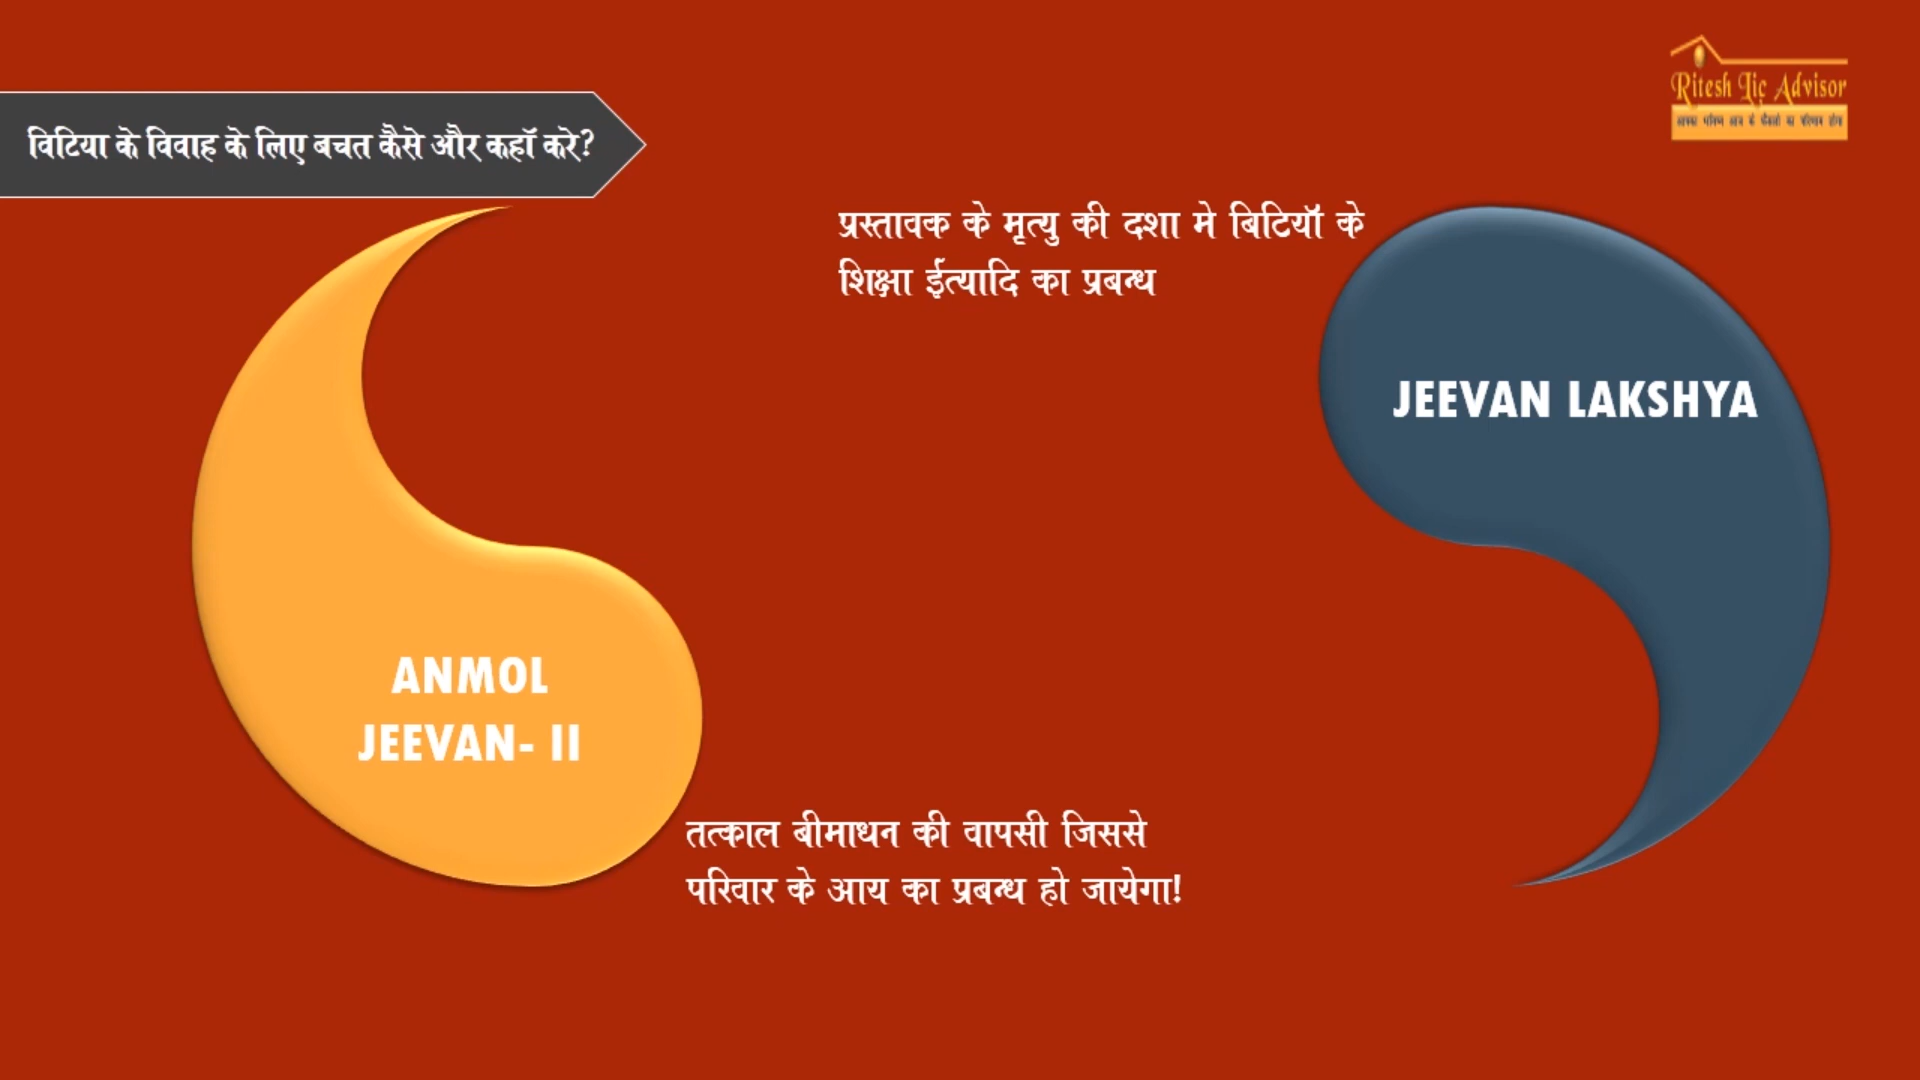 Ritesh Lic Advisor
विटिया के विवाह के लिए बचत कैसे और कहॉ करे?
प्रस्तावक के मृत्यु की दशा मे बिटियॉ के
शिक्षा ईत्यादि का प्रबन्ध
JEEVAN LAKSHYA
ANMOL
JEEVAN- II
तत्काल बीमाधन की वापसी जिससे
परिवार के आय का प्रबन्ध हो जायेगा!